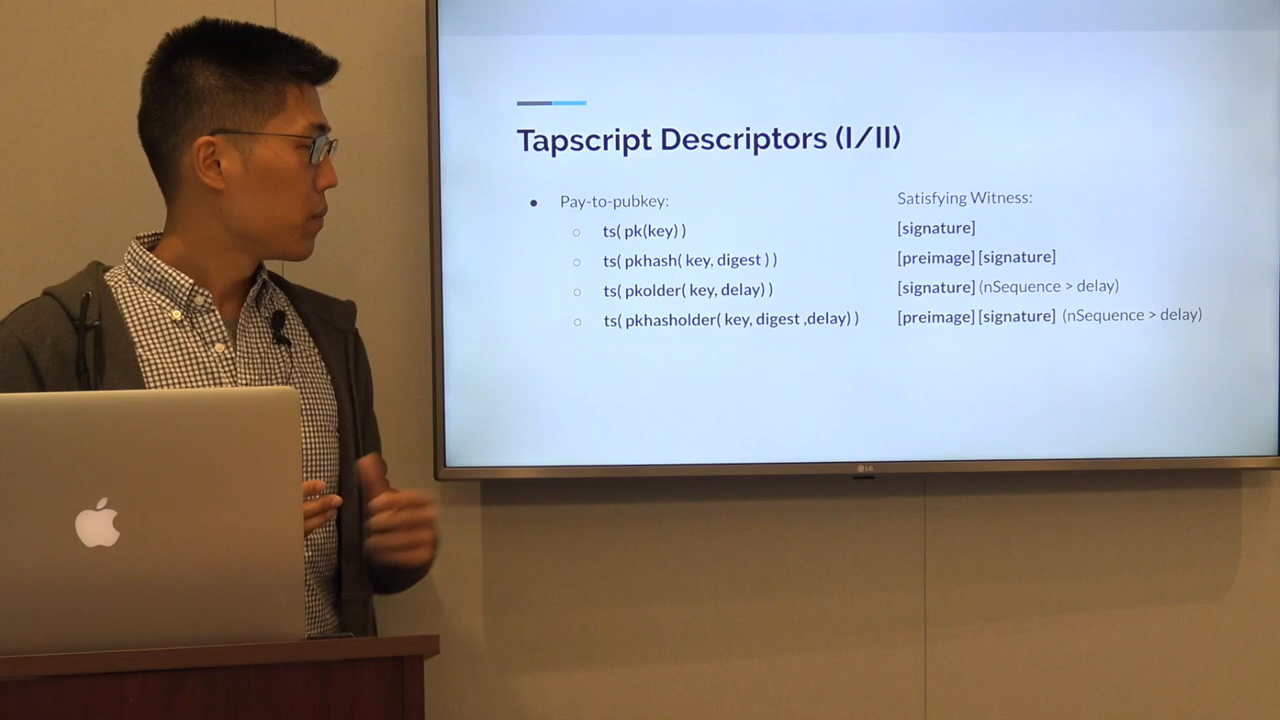 Tapscript Descriptors (I/II)
● Pay-to-pubkey: Satisfying Witness:
○ ts( pk(key) ) [signature]
○ ts( pkhash( key, digest ) ) [preimage] [signature]
○ ts( pkolder( key, delay) ) [signature] (nSequence > delay)
○ ts( pkhasholder( key, digest ,delay) ) [preimage] [signature] (nSequence > delay)
LG